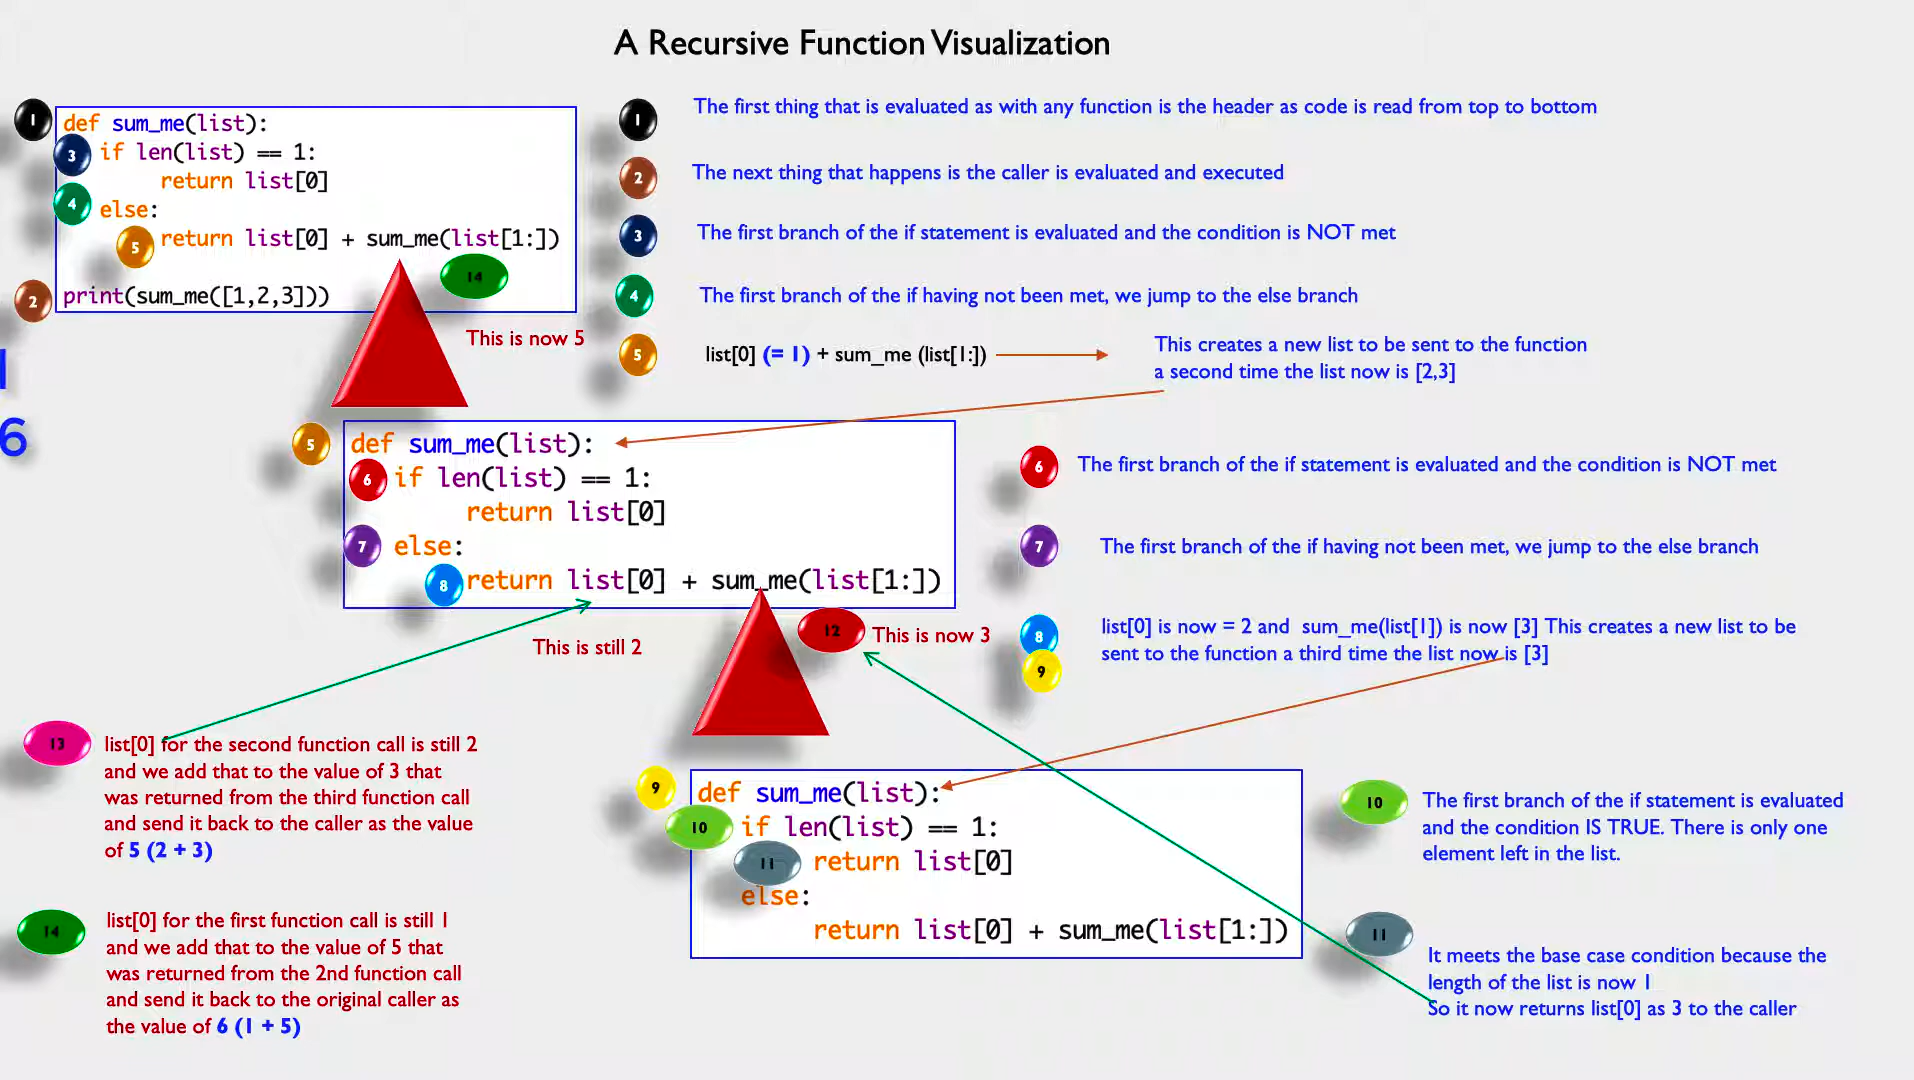 A Recursive Function Visualization
1
def sum_me(list):
3
if len(list) == 1:
return list[0]
4
else:
5
return list[0] + sum_me(list[1:])
14
2
print(sum_me([1,2,3]))
This is now 5
1
6
1
The first thing that is evaluated as with any function is the header as code is read from top to bottom
2
The next thing that happens is the caller is evaluated and executed
3
The first branch of the if statement is evaluated and the condition is NOT met
4
The first branch of the if having not been met, we jump to the else branch
5
list[0] (= 1) + sum_me (list[1:])
This creates a new list to be sent to the function
a second time the list now is [2,3]
5
def sum_me(list):
6
if len(list) == 1:
return list[0]
7
else:
8
return list[0] + sum_me(list[1:])
This is still 2
12
This is now 3
6
The first branch of the if statement is evaluated and the condition is NOT met
7
The first branch of the if having not been met, we jump to the else branch
8
9
list[0] is now = 2 and  sum_me(list[1]) is now [3] This creates a new list to be
sent to the function a third time the list now is [3]
13
list[0] for the second function call is still 2
and we add that to the value of 3 that
was returned from the third function call
and send it back to the caller as the value
of 5 (2 + 3)
14
list[0] for the first function call is still 1
and we add that to the value of 5 that
was returned from the 2nd function call
and send it back to the original caller as
the value of 6 (1 + 5)
9
def sum_me(list):
10
if len(list) == 1:
11
return list[0]
else:
return list[0] + sum_me(list[1:])
10
The first branch of the if statement is evaluated
and the condition IS TRUE. There is only one
element left in the list.
11
It meets the base case condition because the
length of the list is now 1
So it now returns list[0] as 3 to the caller